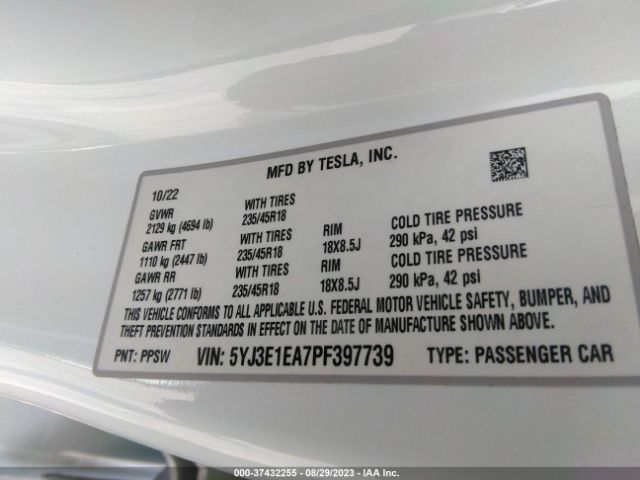 MFD BY TESLA, INC.
10/22
GVWR WITH TIRES
2129 kg (4694 lb) 235/45R18 RIM COLD TIRE PRESSURE
GAWR FRT WITH TIRES 18X8.5J 290 kPa, 42 psi
1110 kg (2447 lb) 235/45R18 RIM COLD TIRE PRESSURE
GAWR RR WITH TIRES 18X8.5J 290 kPa, 42 psi
1257 kg (2771 lb) 235/45R18
THIS VEHICLE CONFORMS TO ALL APPLICABLE U.S. FEDERAL MOTOR VEHICLE SAFETY, BUMPER, AND
THEFT PREVENTION STANDARDS IN EFFECT ON THE DATE OF MANUFACTURE SHOWN ABOVE.
PNT: PPSW VIN: 5YJ3E1EA7PF397739 TYPE: PASSENGER CAR
000-37432255 - 08/29/2023 - IAA Inc.